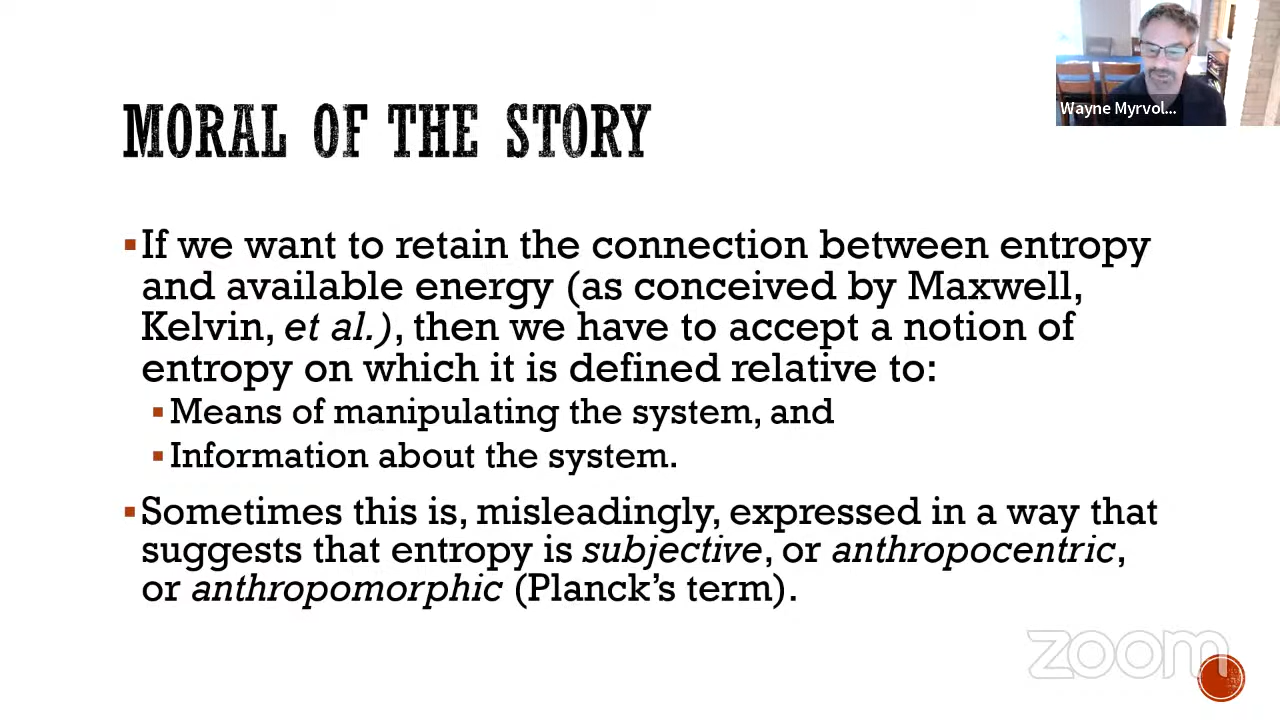 Wayne Myrvol...
MORAL OF THE STORY
▪If we want to retain the connection between entropy
and available energy (as conceived by Maxwell,
Kelvin, et al.), then we have to accept a notion of
entropy on which it is defined relative to:
▪Means of manipulating the system, and
▪Information about the system.
▪Sometimes this is, misleadingly, expressed in a way that
suggests that entropy is subjective, or anthropocentric,
or anthropomorphic (Planck’s term).
zoom